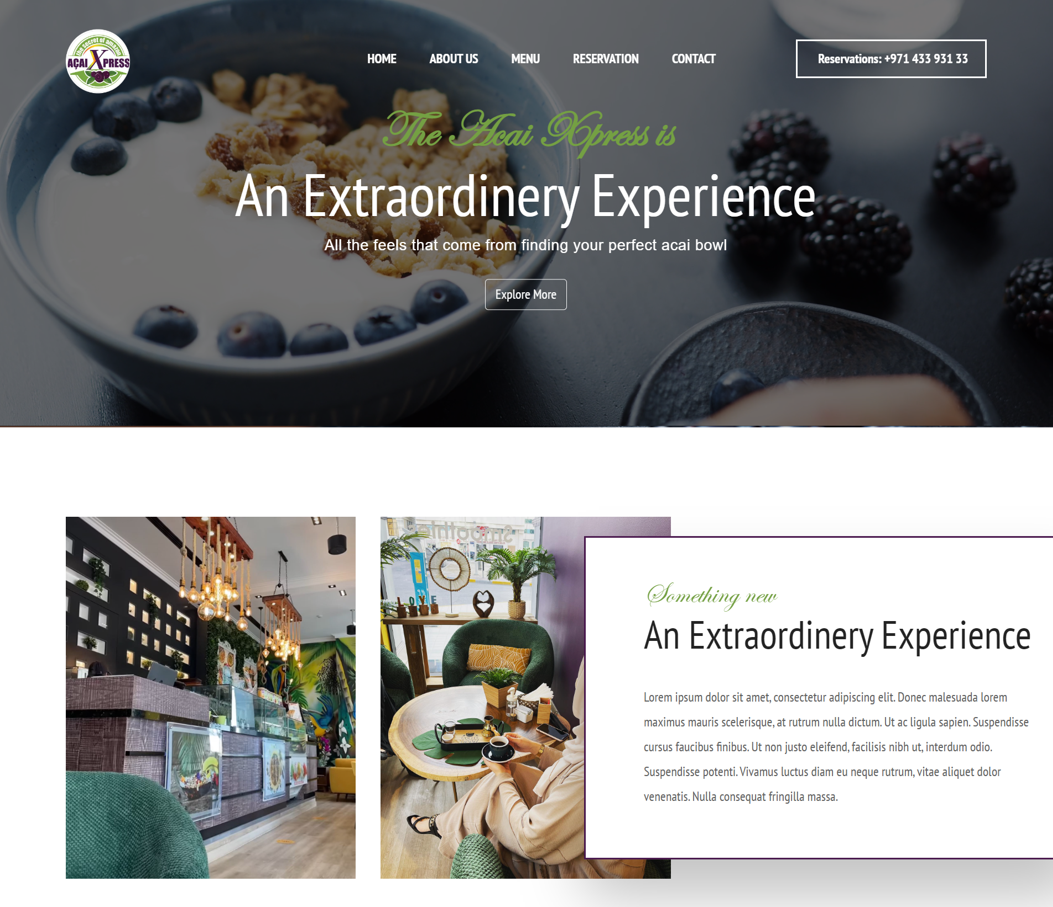 the secret of amazon
AÇAI XPRESS
HOME
ABOUT US
MENU
RESERVATION
CONTACT
Reservations: +971 433 931 33
The Acai Xpress is
An Extraordinery Experience
All the feels that come from finding your perfect acai bowl
Explore More
Something new
An Extraordinery Experience
Lorem ipsum dolor sit amet, consectetur adipiscing elit. Donec malesuada lorem
maximus mauris scelerisque, at rutrum nulla dictum. Ut ac ligula sapien. Suspendisse
cursus faucibus finibus. Ut non justo eleifend, facilisis nibh ut, interdum odio.
Suspendisse potenti. Vivamus luctus diam eu neque rutrum, vitae aliquet dolor
venenatis. Nulla consequat fringilla massa.